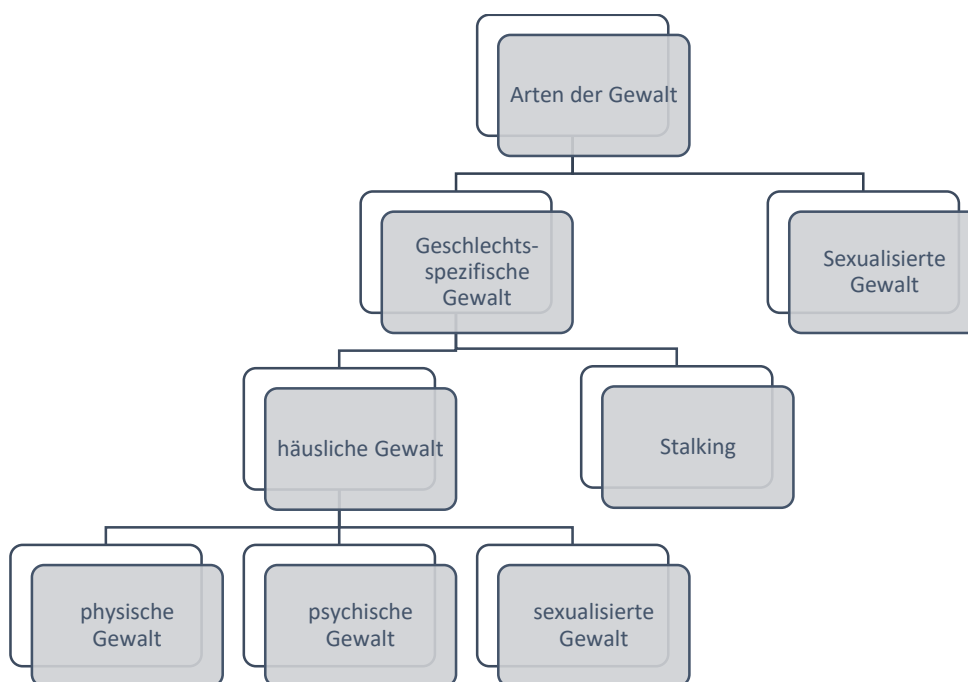 Arten der Gewalt
Geschlechts-
spezifische
Gewalt
Sexualisierte
Gewalt
häusliche Gewalt
Stalking
physische
Gewalt
psychische
Gewalt
sexualisierte
Gewalt